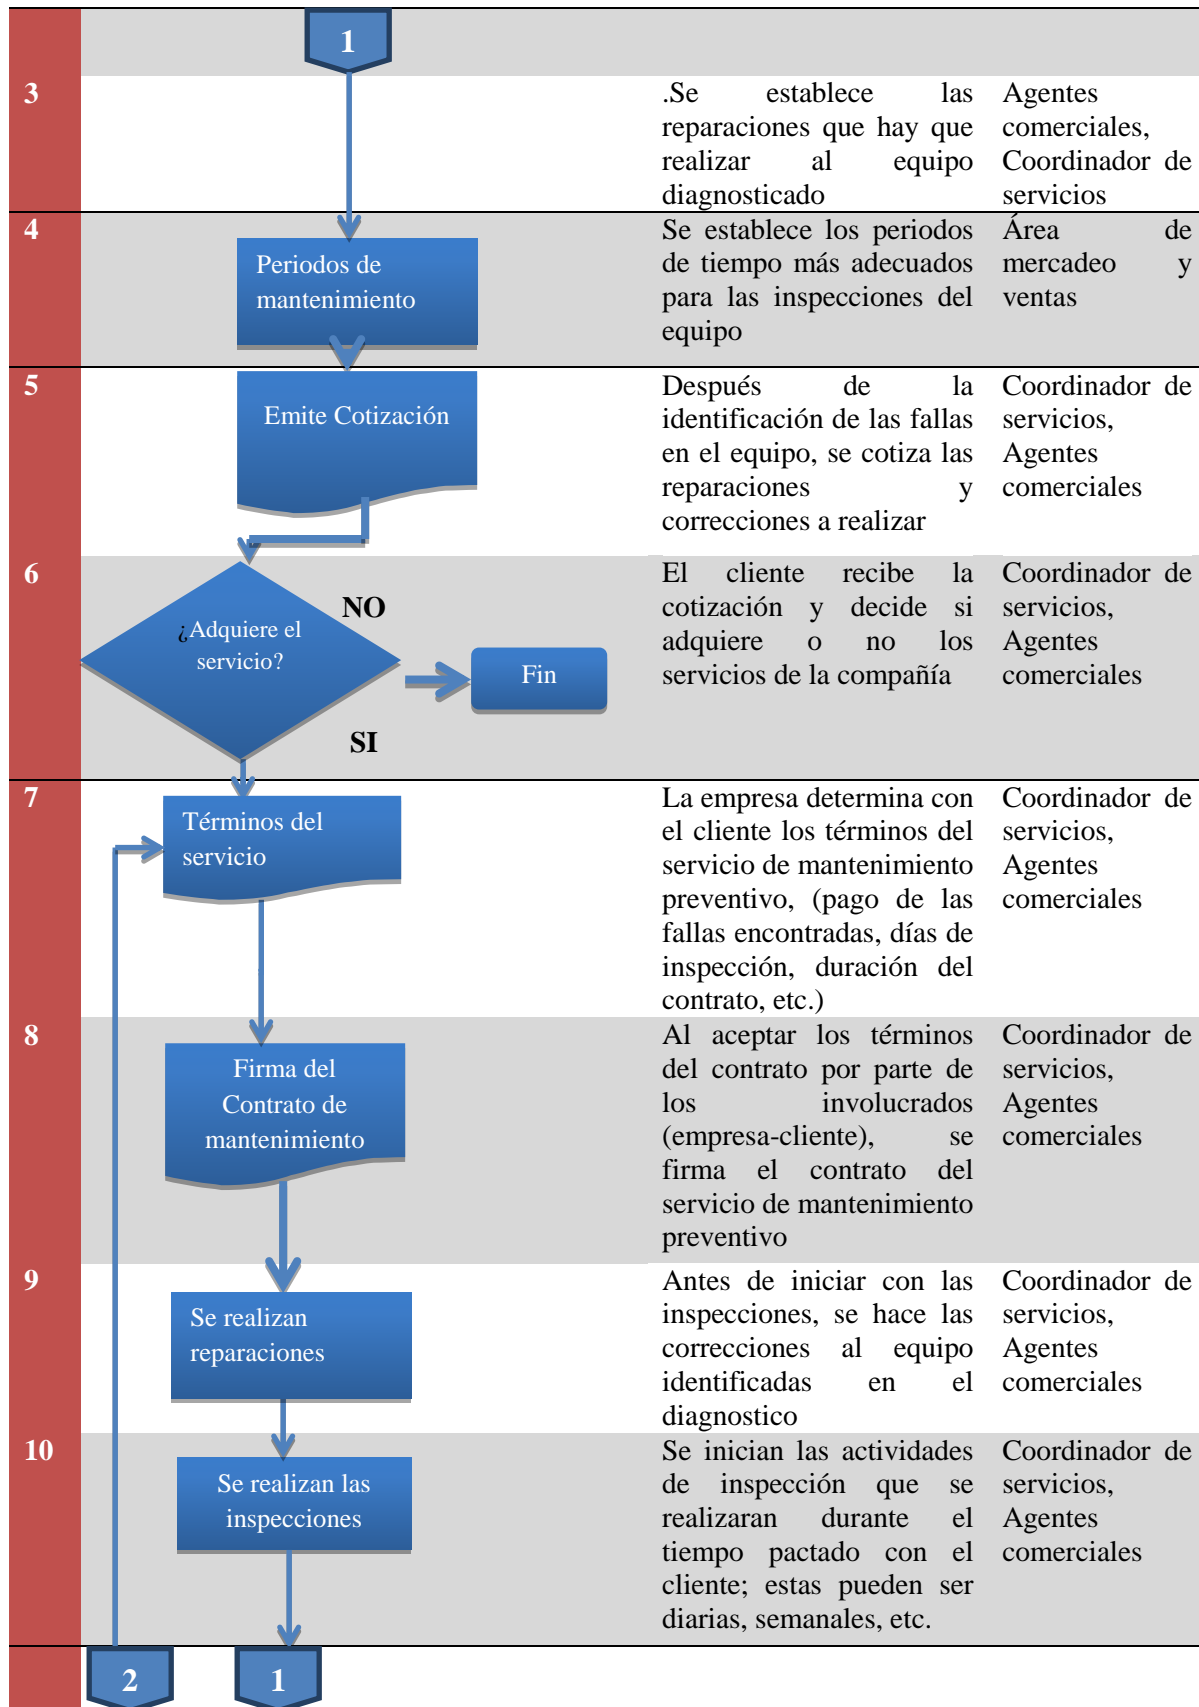 1
3
.Se establece las
reparaciones que hay que
realizar al equipo
diagnosticado
Agentes
comerciales,
Coordinador de
servicios
4
Periodos de
mantenimiento
Se establece los periodos
de tiempo más adecuados
para las inspecciones del
equipo
Área de
mercadeo y
ventas
5
Emite Cotización
Después de la
identificación de las fallas
en el equipo, se cotiza las
reparaciones y
correcciones a realizar
Coordinador de
servicios,
Agentes
comerciales
6
¿Adquiere el
servicio?
NO
Fin
SI
El cliente recibe la
cotización y decide si
adquiere o no los
servicios de la compañía
Coordinador de
servicios,
Agentes
comerciales
7
Términos del
servicio
La empresa determina con
el cliente los términos del
servicio de mantenimiento
preventivo, (pago de las
fallas encontradas, días de
inspección, duración del
contrato, etc.)
Coordinador de
servicios,
Agentes
comerciales
8
Firma del
Contrato de
mantenimiento
Al aceptar los términos
del contrato por parte de
los involucrados
(empresa-cliente), se
firma el contrato del
servicio de mantenimiento
preventivo
Coordinador de
servicios,
Agentes
comerciales
9
Se realizan
reparaciones
Antes de iniciar con las
inspecciones, se hace las
correcciones al equipo
identificadas en el
diagnostico
Coordinador de
servicios,
Agentes
comerciales
10
Se realizan las
inspecciones
Se inician las actividades
de inspección que se
realizaran durante el
tiempo pactado con el
cliente; estas pueden ser
diarias, semanales, etc.
Coordinador de
servicios,
Agentes
comerciales
2
1